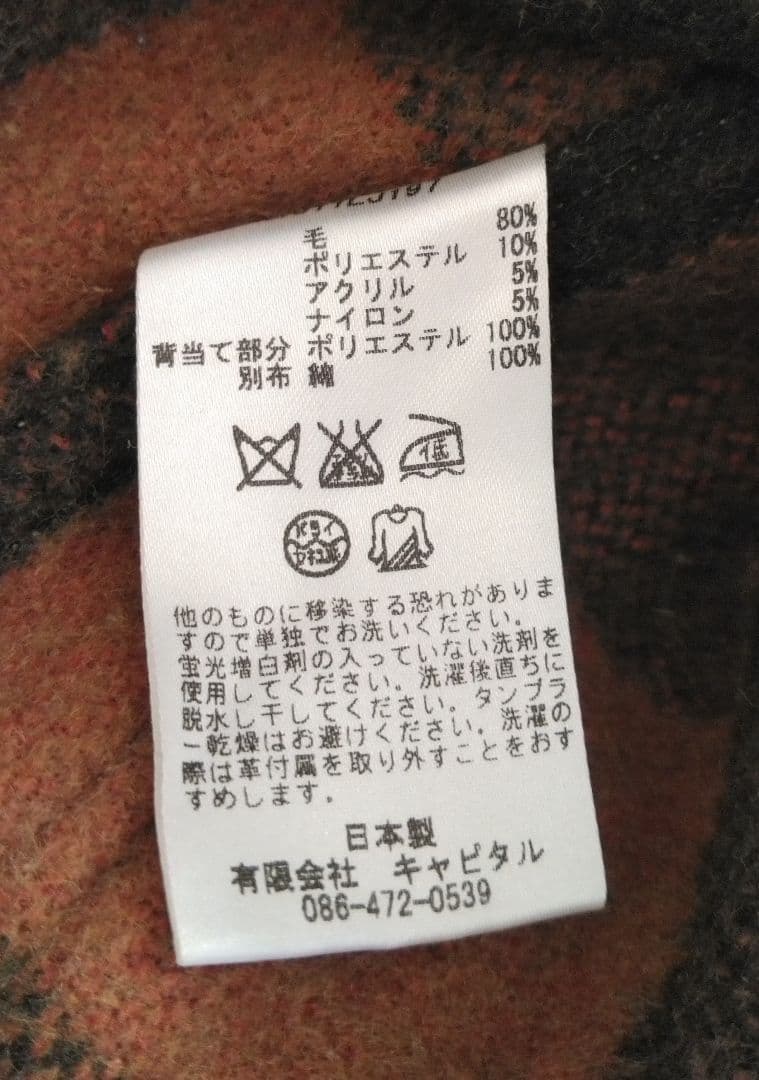 毛 80%
ポリエステル 10%
アクリル 5%
ナイロン 5%
背当て部分 ポリエステル 100%
別布 綿 100%
低
ドライ
他のものに移染する恐れがありま
すので単独でお洗いください。
蛍光増白剤の入っていない洗剤を
使用してください。洗濯後直ちに
脱水し干してください。タンブラ
ー乾燥はお避けください。洗濯の
際は革付属を取り外すことをおす
すめします。
日本製
有限会社 キャピタル
086-472-0539